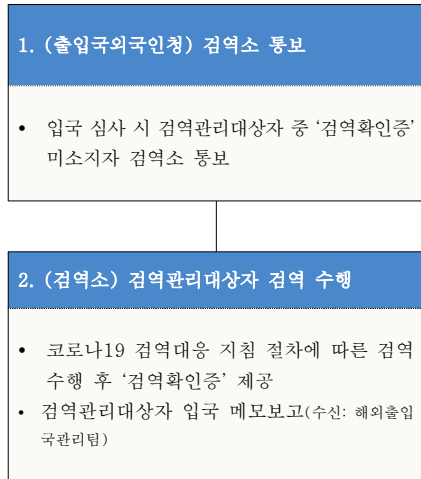 1. (출입국외국인청) 검역소 통보
• 입국 심사 시 검역관리대상자 중 ‘검역확인증’
미소지자 검역소 통보
2. (검역소) 검역관리대상자 검역 수행
• 코로나19 검역대응 지침 절차에 따른 검역
수행 후 ‘검역확인증’ 제공
• 검역관리대상자 입국 메모보고(수신: 해외출입
국관리팀)